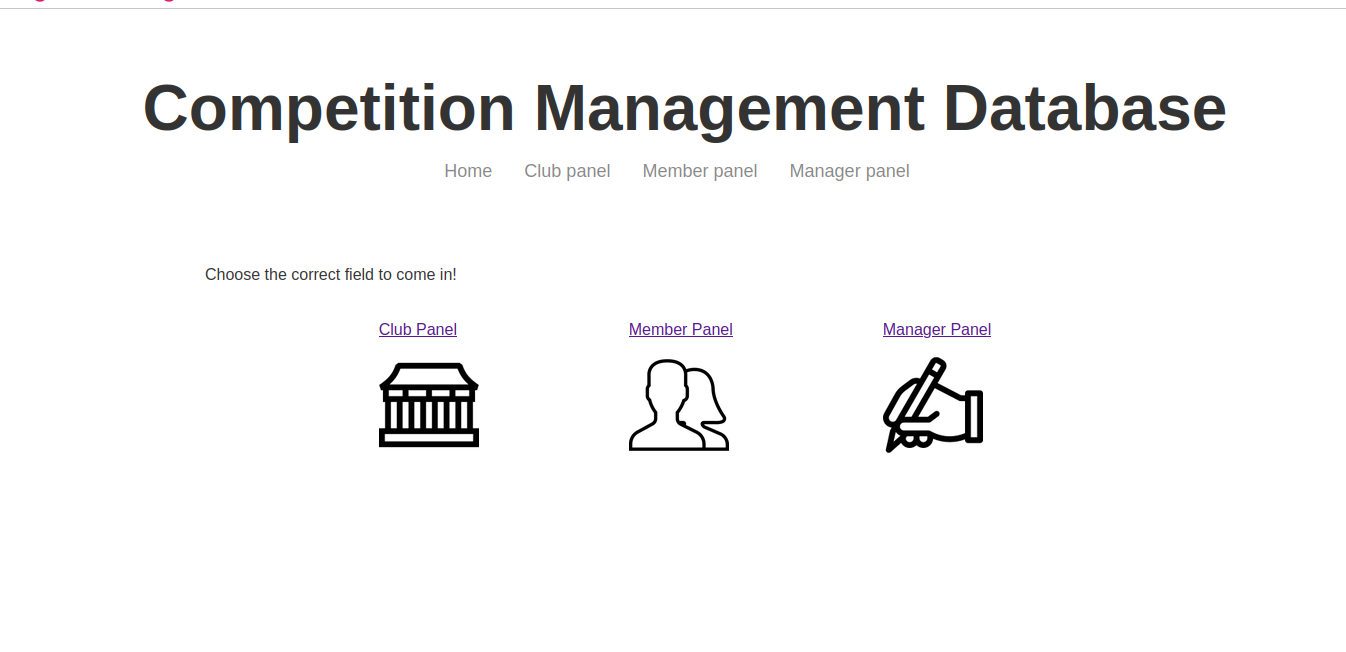 Competition Management Database
Home Club panel Member panel Manager panel
Choose the correct field to come in!
Club Panel Member Panel Manager Panel